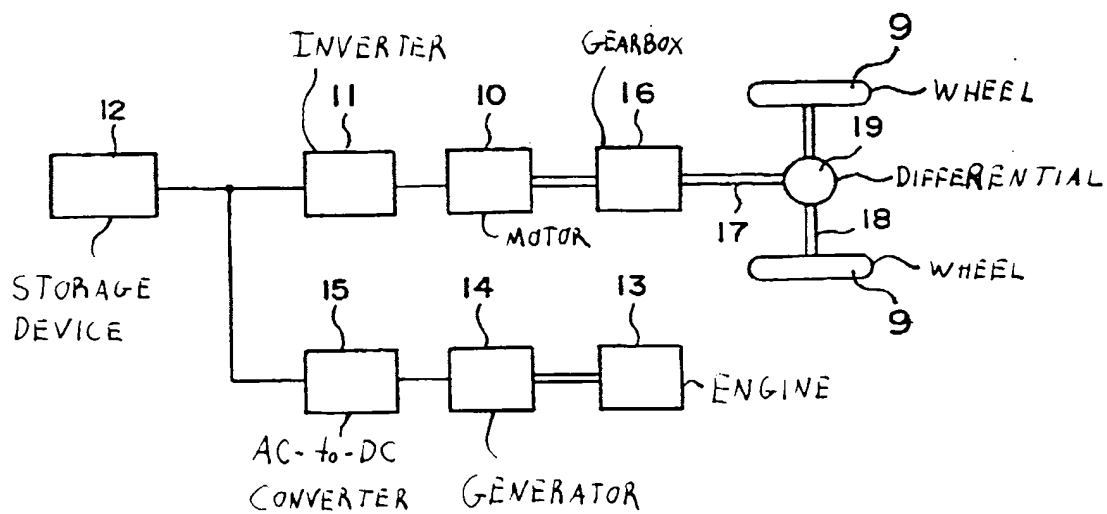 INVERTER
GEARBOX
9
12
11
10
16
WHEEL
19
DIFFERENTIAL
MOTOR
17
18
STORAGE
DEVICE
15
14
13
WHEEL
9
ENGINE
AC-to-DC
CONVERTER
GENERATOR